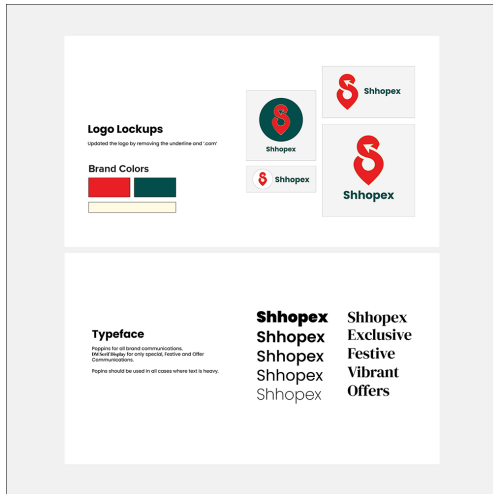 Logo Lockups
Updated the logo by removing the underline and '.com'
Brand Colors
Shhopex
Shhopex
Shhopex
Shhopex
Typeface
Poppins for all brand communications.
DM Serif Display for only special, Festive and Offer
Communications.
Popins should be used in all cases where text is heavy.
Shhopex
Shhopex
Shhopex
Shhopex
Shhopex
Shhopex
Exclusive
Festive
Vibrant
Offers